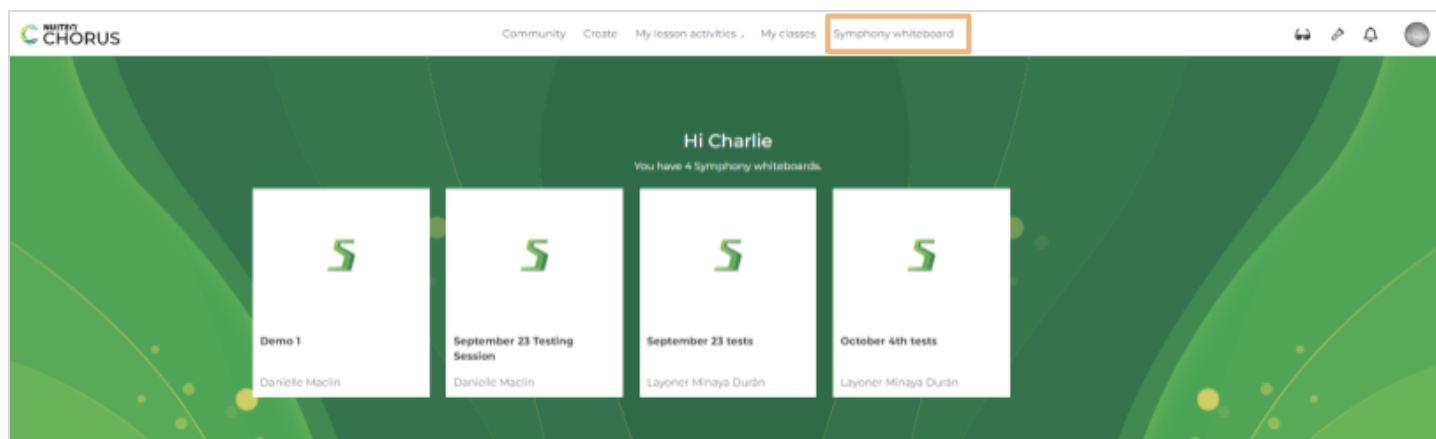 NUITEQ
CHORUS
Community Create My lesson activities My classes Symphony whiteboard
Hi Charlie
You have 4 Symphony whiteboards.
Demo 1
Danielle Maclin
September 23 Testing
Session
Danielle Maclin
September 23 tests
Layoner Minaya Durán
October 4th tests
Layoner Minaya Durán